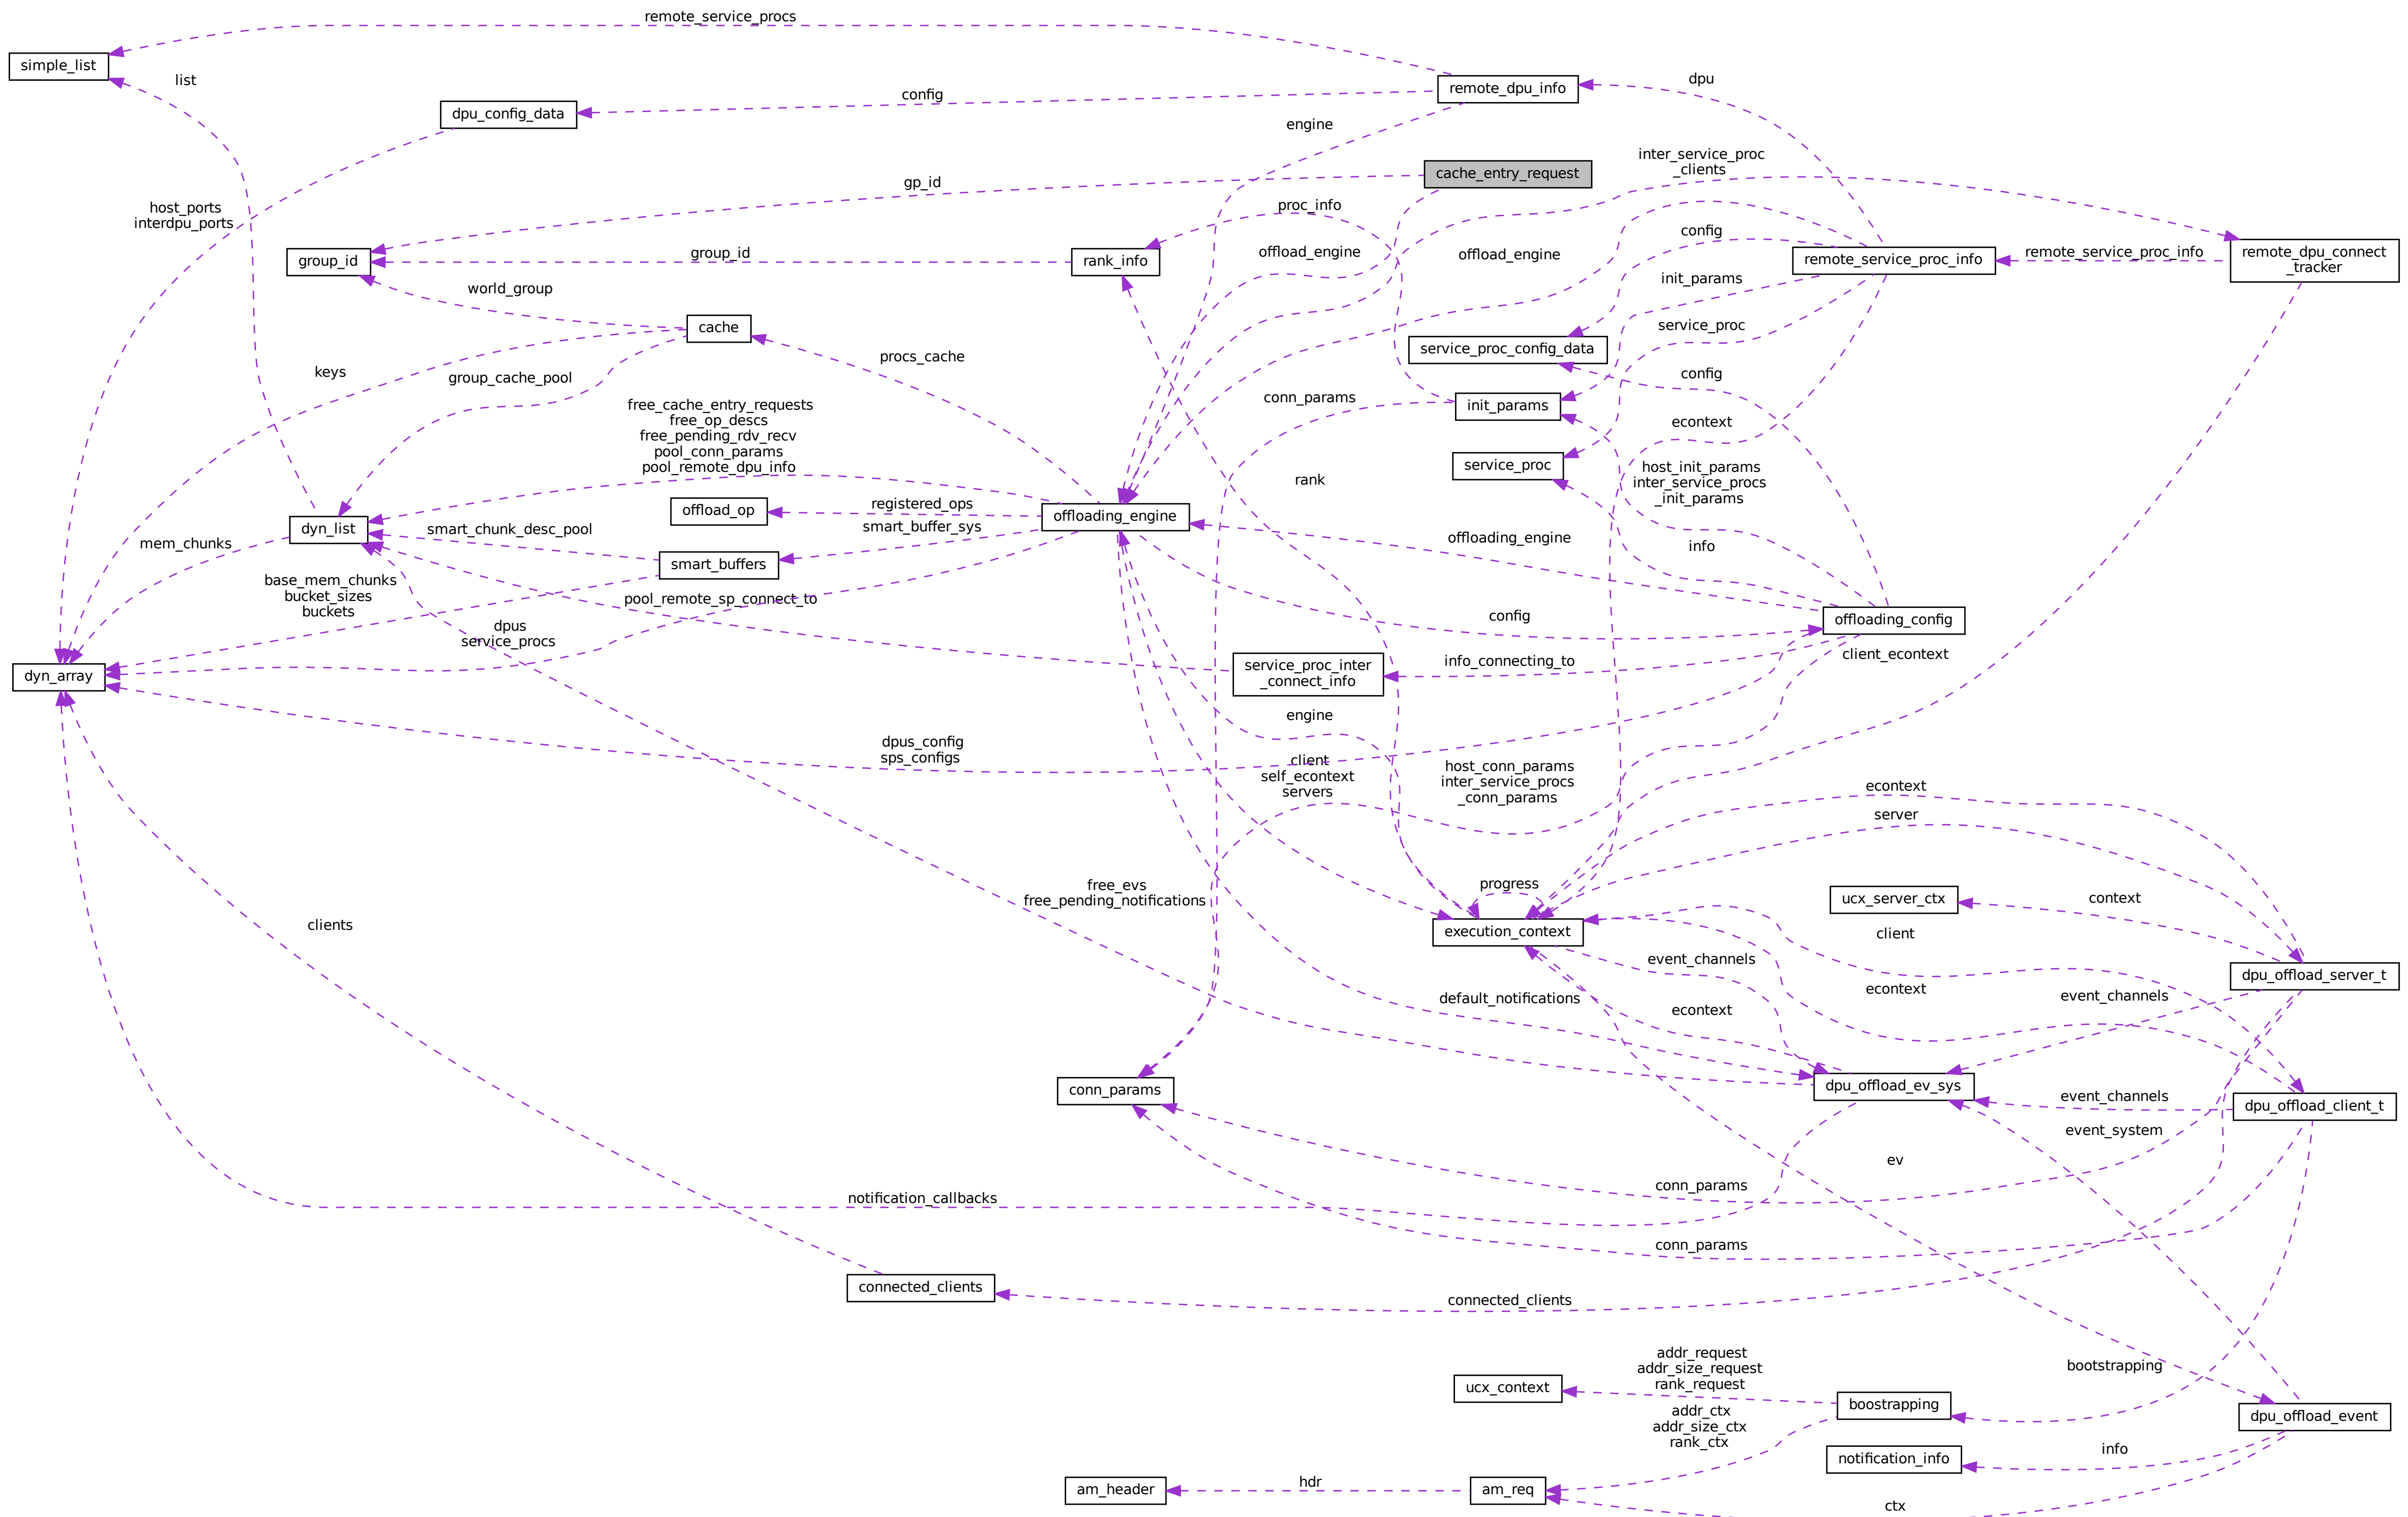 remote_service_procs
simple_list
list
remote_dpu_info
dpu
config
dpu_config_data
engine
inter_service_proc
_clients
cache_entry_request
gp_id
proc_info
host_ports
interdpu_ports
config
group_id
group_id
rank_info
offload_engine
offload_engine
remote_service_proc_info
remote_service_proc_info
remote_dpu_connect
_tracker
world_group
init_params
cache
service_proc
procs_cache
service_proc_config_data
keys
group_cache_pool
config
conn_params
init_params
free_cache_entry_requests
free_op_descs
free_pending_rdv_recv
pool_conn_params
pool_remote_dpu_info
econtext
service_proc
host_init_params
inter_service_procs
_init_params
rank
offload_op
registered_ops
offloading_engine
dyn_list
smart_chunk_desc_pool
smart_buffer_sys
mem_chunks
offloading_engine
info
smart_buffers
base_mem_chunks
bucket_sizes
buckets
pool_remote_sp_connect_to
config
offloading_config
dpus
service_procs
client_econtext
dyn_array
service_proc_inter
_connect_info
info_connecting_to
engine
dpus_config
sps_configs
client
self_econtext
servers
host_conn_params
inter_service_procs
_conn_params
econtext
server
progress
free_evs
free_pending_notifications
ucx_server_ctx
context
clients
execution_context
client
event_channels
dpu_offload_server_t
econtext
event_channels
default_notifications
econtext
conn_params
dpu_offload_ev_sys
event_channels
dpu_offload_client_t
event_system
ev
conn_params
notification_callbacks
conn_params
connected_clients
connected_clients
addr_request
addr_size_request
rank_request
bootstrapping
ucx_context
boostrapping
addr_ctx
addr_size_ctx
rank_ctx
dpu_offload_event
info
notification_info
hdr
am_header
am_req
ctx